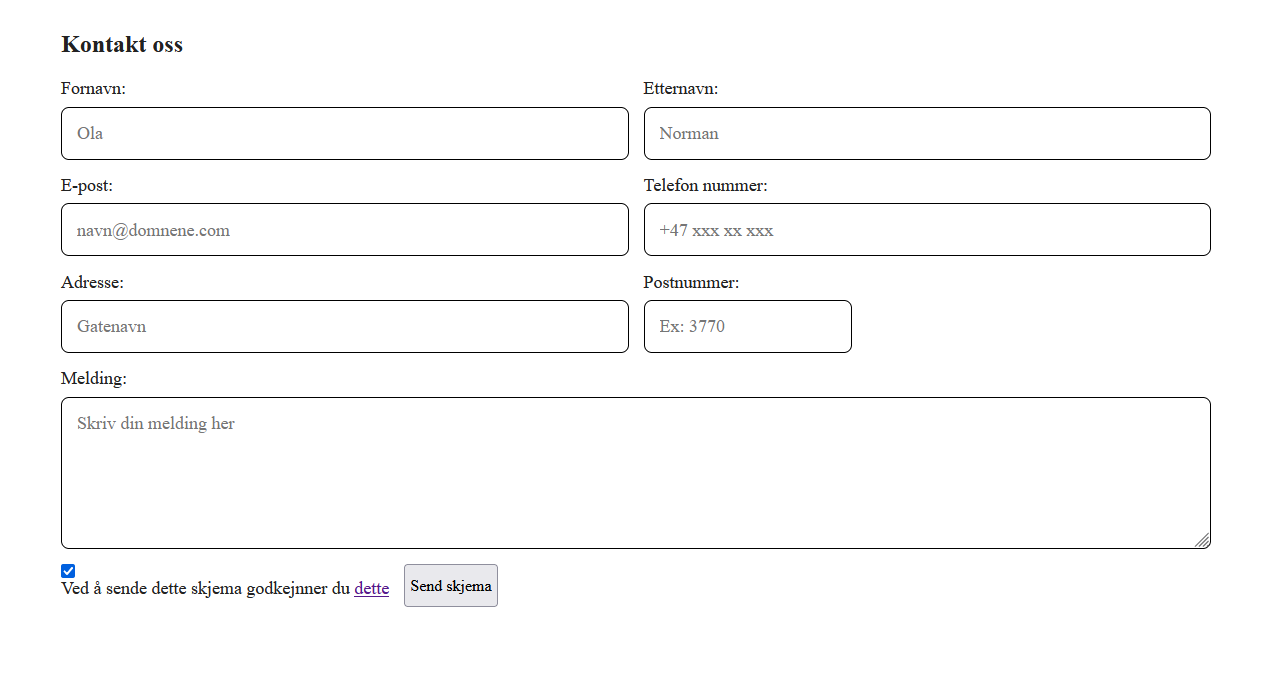 Kontakt oss
Fornavn: Etternavn:
Ola Norman
E-post: Telefon nummer:
navn@domnene.com +47 xxx xx xxx
Adresse: Postnummer:
Gatenavn Ex: 3770
Melding:
Skriv din melding her
Ved å sende dette skjema godkejnner du dette Send skjema